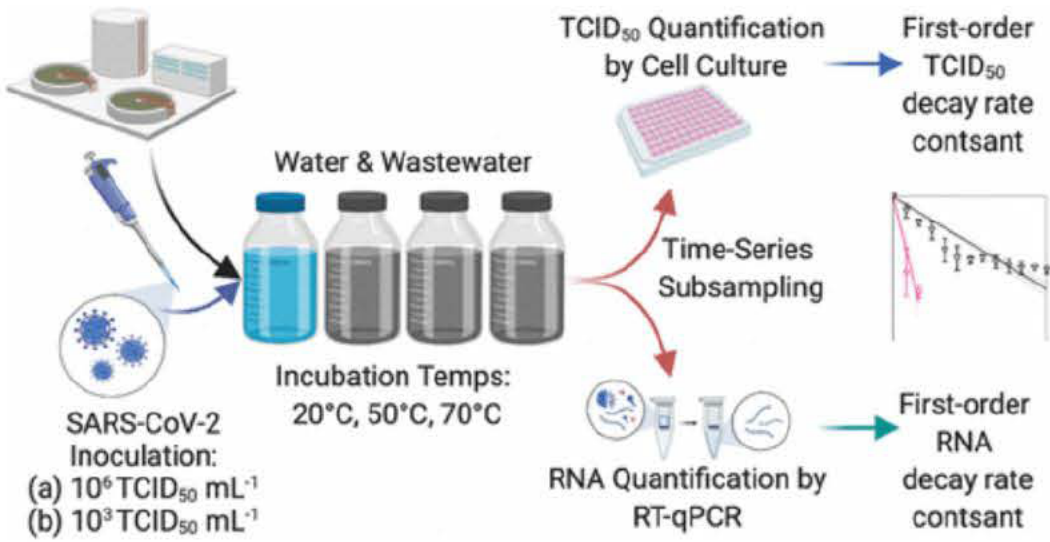 TCID₅₀ Quantification
by Cell Culture
First-order
TCID₅₀
decay rate
contsant
Water & Wastewater
Time-Series
Subsampling
Incubation Temps:
20°C, 50°C, 70°C
SARS-CoV-2
Inoculation:
(a) 10⁶ TCID₅₀ mL⁻¹
(b) 10³ TCID₅₀ mL⁻¹
RNA Quantification by
RT-qPCR
First-order
RNA
decay rate
contsant